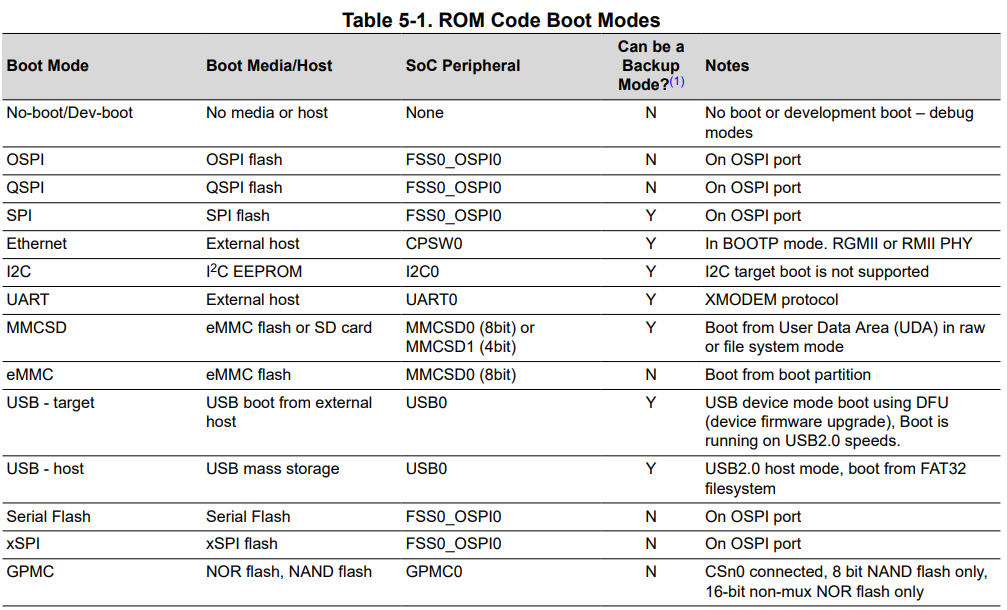 Table 5-1. ROM Code Boot Modes
Boot Mode Boot Media/Host SoC Peripheral Can be a Backup Mode?(1) Notes
No-boot/Dev-boot No media or host None N No boot or development boot – debug
modes
OSPI OSPI flash FSS0_OSPI0 N On OSPI port
QSPI QSPI flash FSS0_OSPI0 N On OSPI port
SPI SPI flash FSS0_OSPI0 Y On OSPI port
Ethernet External host CPSW0 Y In BOOTP mode. RGMII or RMII PHY
I2C I2C EEPROM I2C0 Y I2C target boot is not supported
UART External host UART0 Y XMODEM protocol
MMCSD eMMC flash or SD card MMCSD0 (8bit) or Y Boot from User Data Area (UDA) in raw
MMCSD1 (4bit) or file system mode
eMMC eMMC flash MMCSD0 (8bit) N Boot from boot partition
USB - target USB boot from external USB0 Y USB device mode boot using DFU
host (device firmware upgrade), Boot is
running on USB2.0 speeds.
USB - host USB mass storage USB0 Y USB2.0 host mode, boot from FAT32
filesystem
Serial Flash Serial Flash FSS0_OSPI0 N On OSPI port
xSPI xSPI flash FSS0_OSPI0 N On OSPI port
GPMC NOR flash, NAND flash GPMC0 N CSn0 connected, 8 bit NAND flash only,
16-bit non-mux NOR flash only